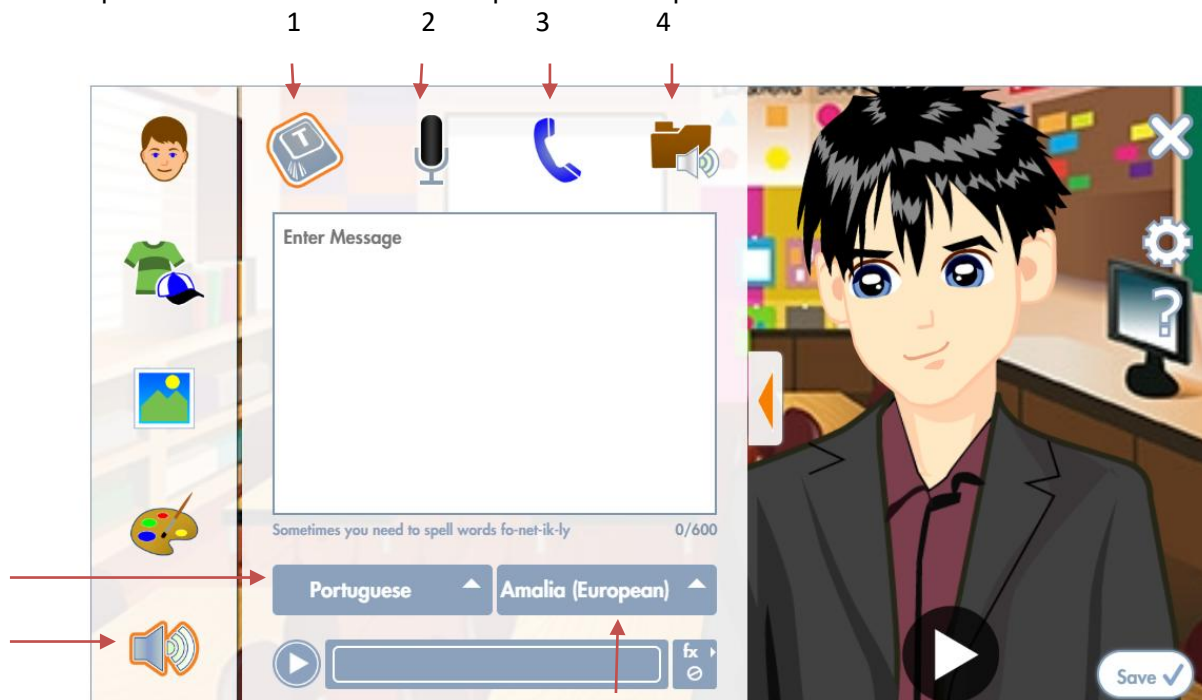 1 2 3 4
T
Enter Message
Sometimes you need to spell words fo-net-ik-ly 0/600
Portuguese Amalia (European)
fx
?
Save